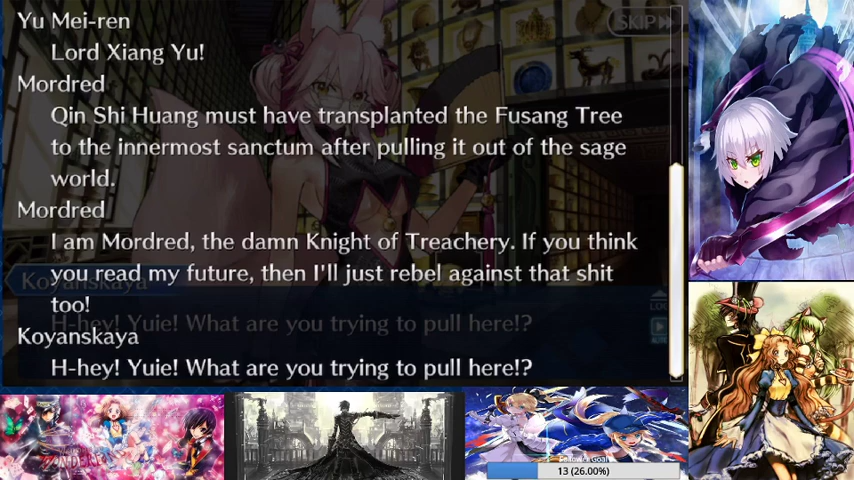 Yu Mei-ren
SKIP
Lord Xiang Yu!
Mordred
Qin Shi Huang must have transplanted the Fusang Tree
to the innermost sanctum after pulling it out of the sage
world.
Mordred
I am Mordred, the damn Knight of Treachery. If you think
you read my future, then I'll just rebel against that shit
too!
Koyanskaya
LOG
H-hey! Yuie! What are you trying to pull here!?
Koyanskaya
H-hey! Yuie! What are you trying to pull here!?
Goal
13 (26.00%)